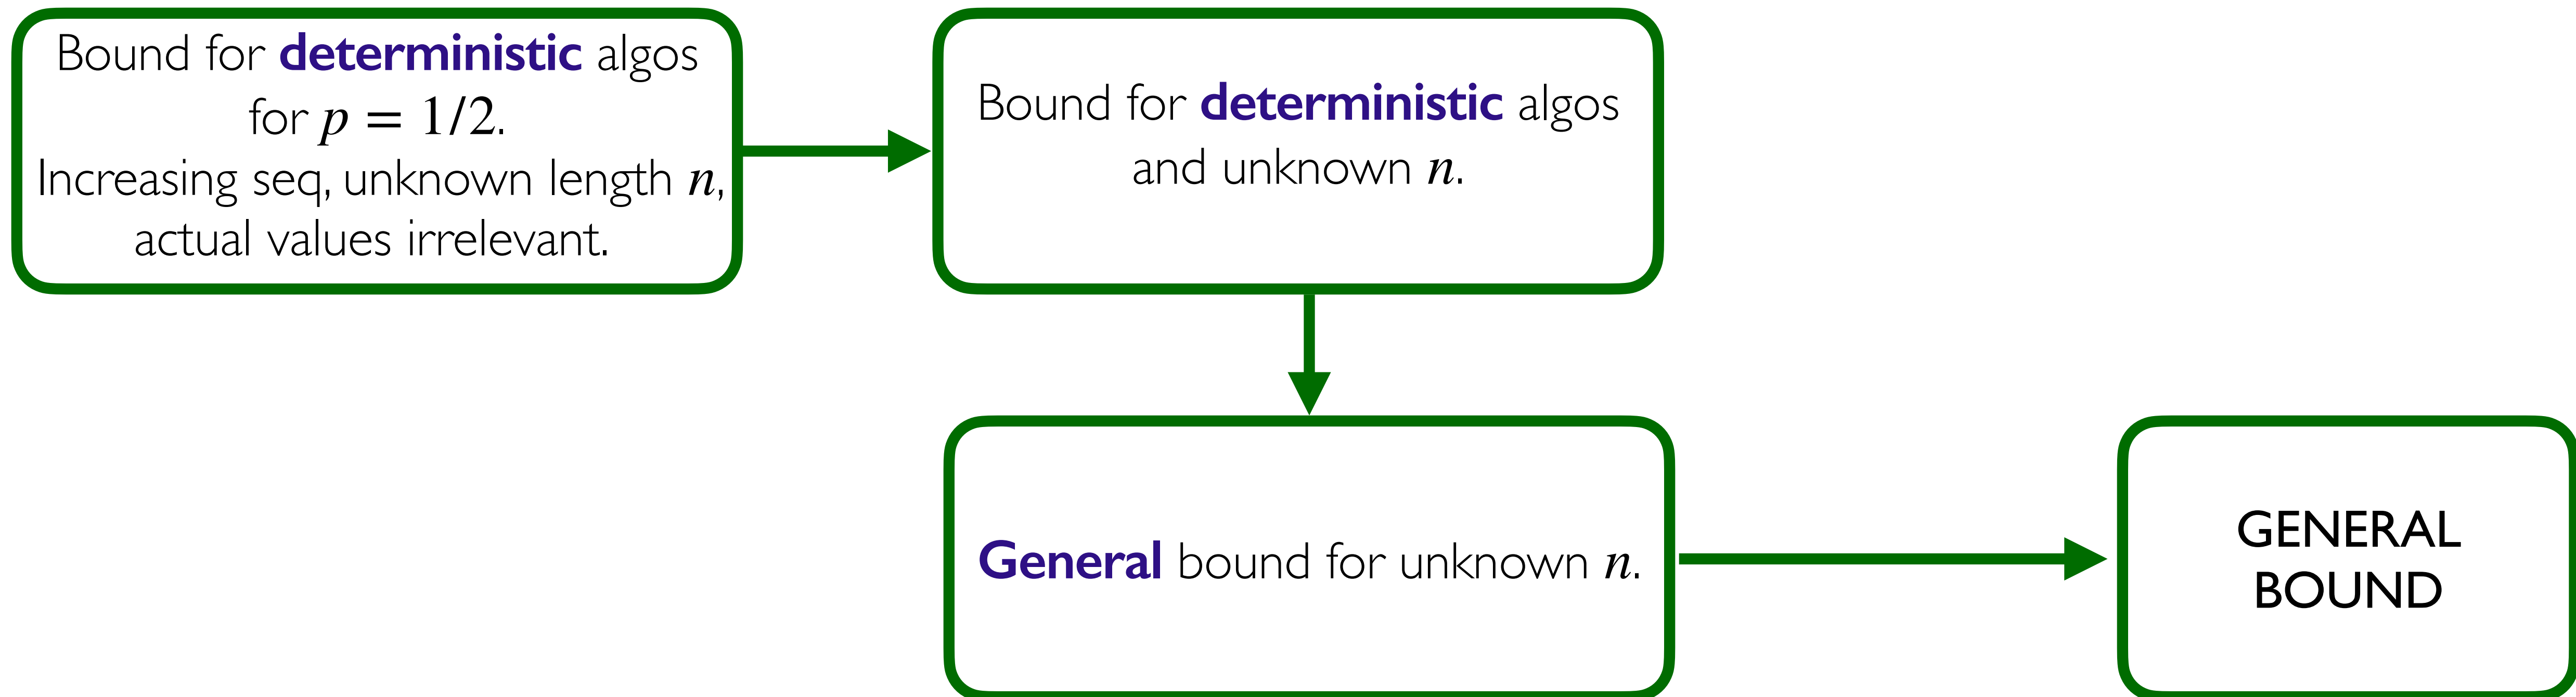 Bound for deterministic algos
for p = 1/2.
Increasing seq, unknown length n,
actual values irrelevant.
Bound for deterministic algos
and unknown n.
General bound for unknown n.
GENERAL
BOUND